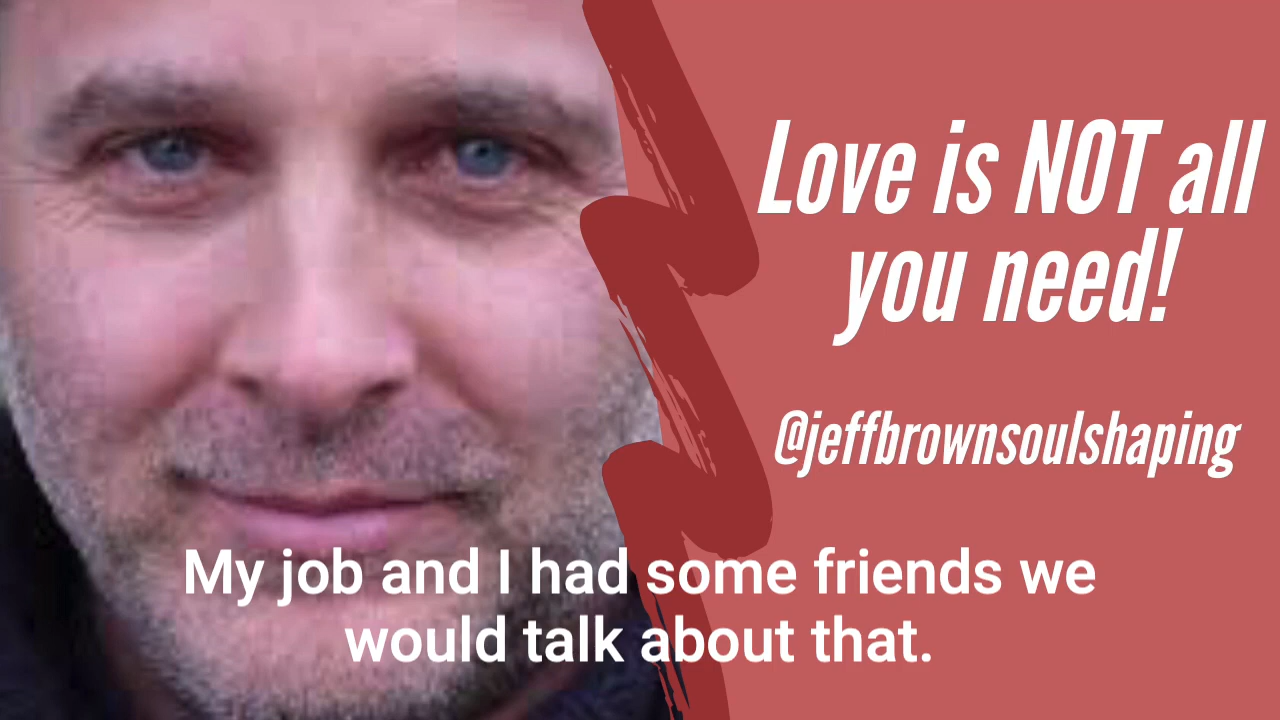 Love is NOT all
you need!
@jeffbrownsoulshaping
My job and I had some friends we
would talk about that.